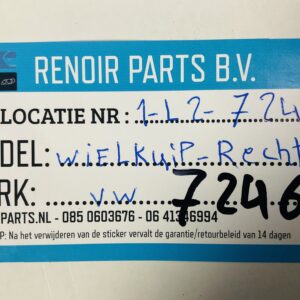 RENOIR PARTS B.V.
LOCATIE NR : 1-L2-724
DEL: WIELKUIP-Recht
RK: VW 7246
PARTS.NL - 085 0603676 - 06 41346994
P: Na het verwijderen van de sticker vervalt de garantie/retourbeleid van 14 dagen